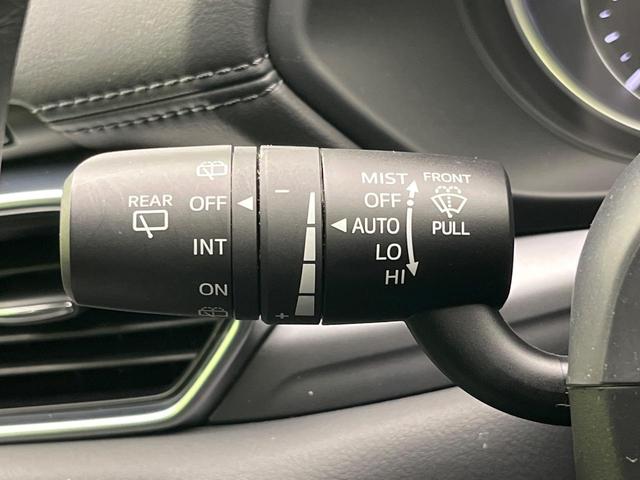 REAR
OFF
INT
ON
−
+
MIST
OFF
AUTO
LO
HI
FRONT
PULL